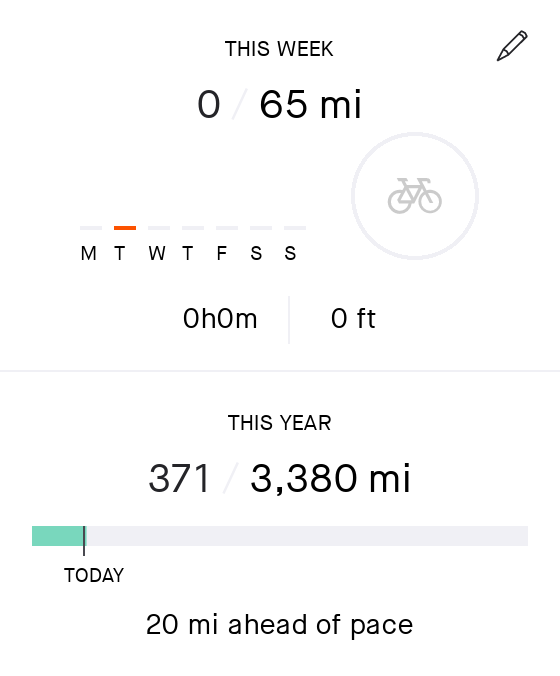 THIS WEEK
0 / 65 mi
M T W T F S S
0h0m 0 ft
THIS YEAR
371 / 3,380 mi
TODAY
20 mi ahead of pace